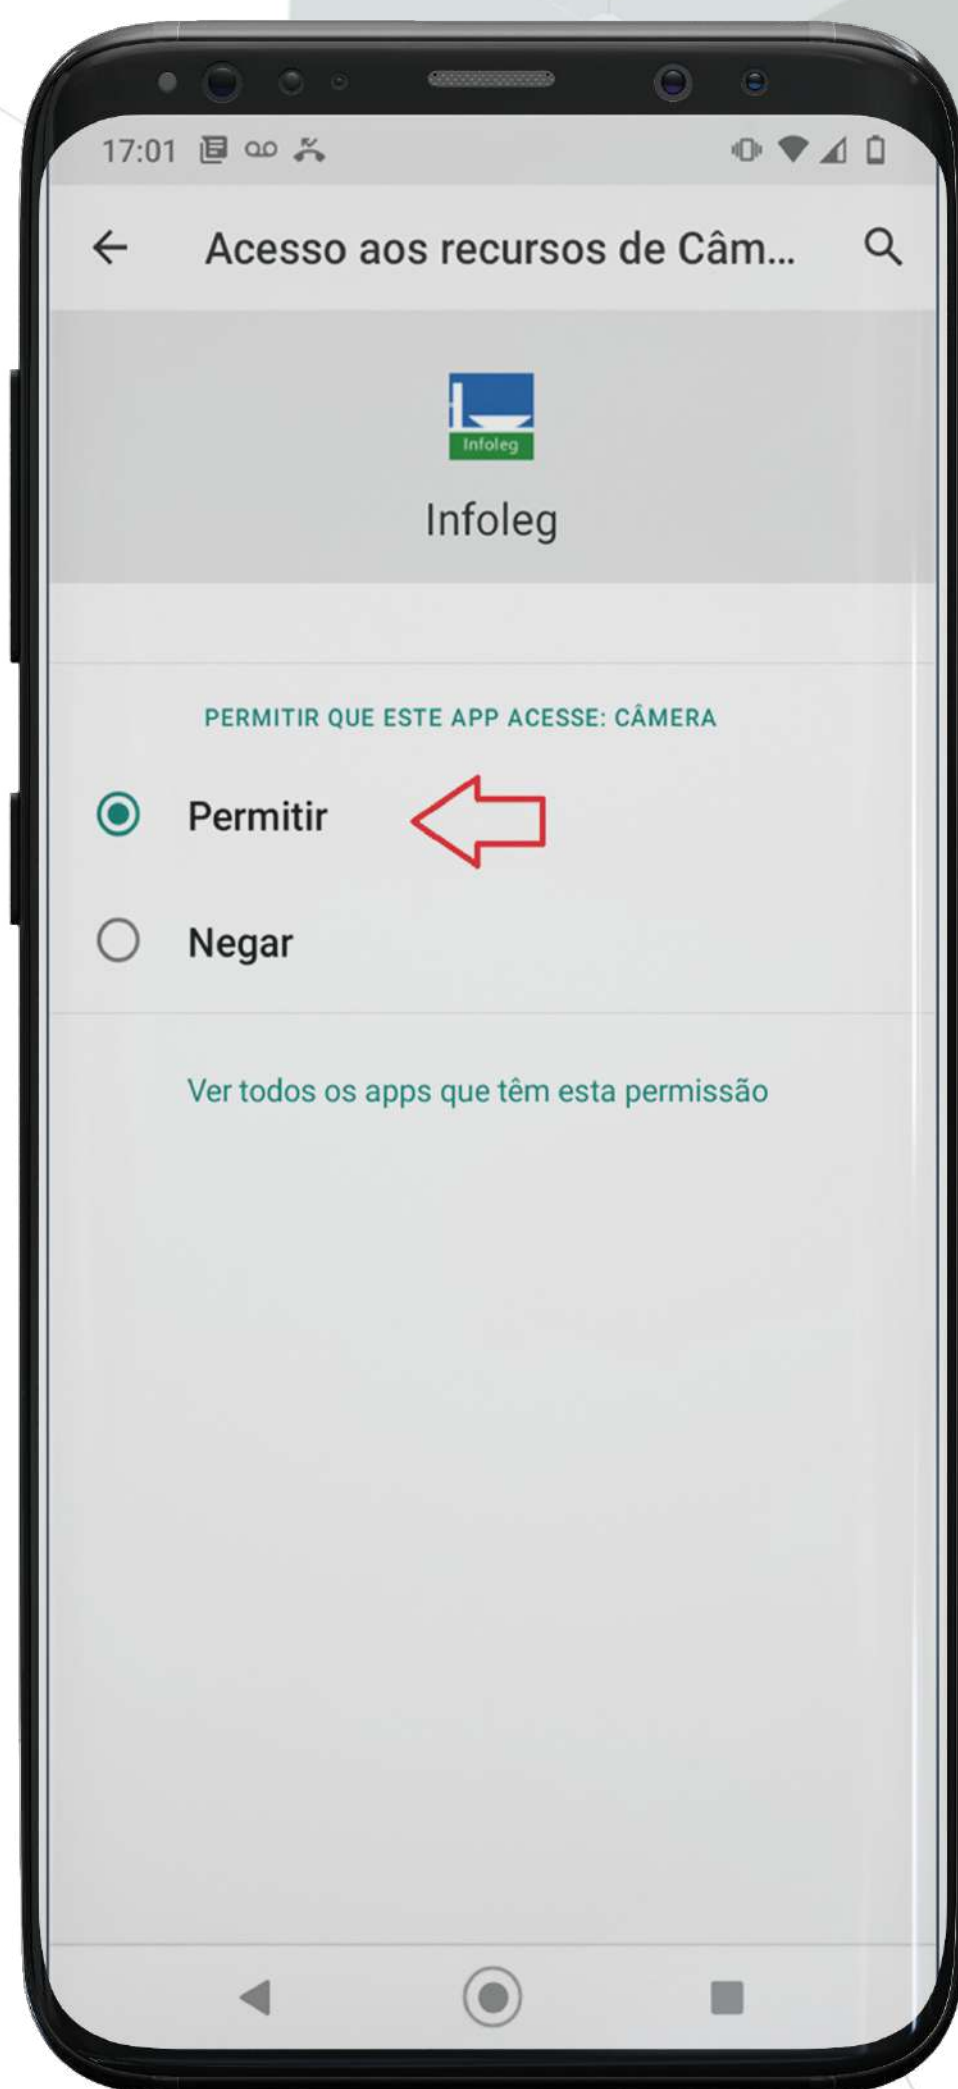 17:01
Acesso aos recursos de Câm...
Infoleg
Infoleg
PERMITIR QUE ESTE APP ACESSE: CÂMERA
Permitir
Negar
Ver todos os apps que têm esta permissão